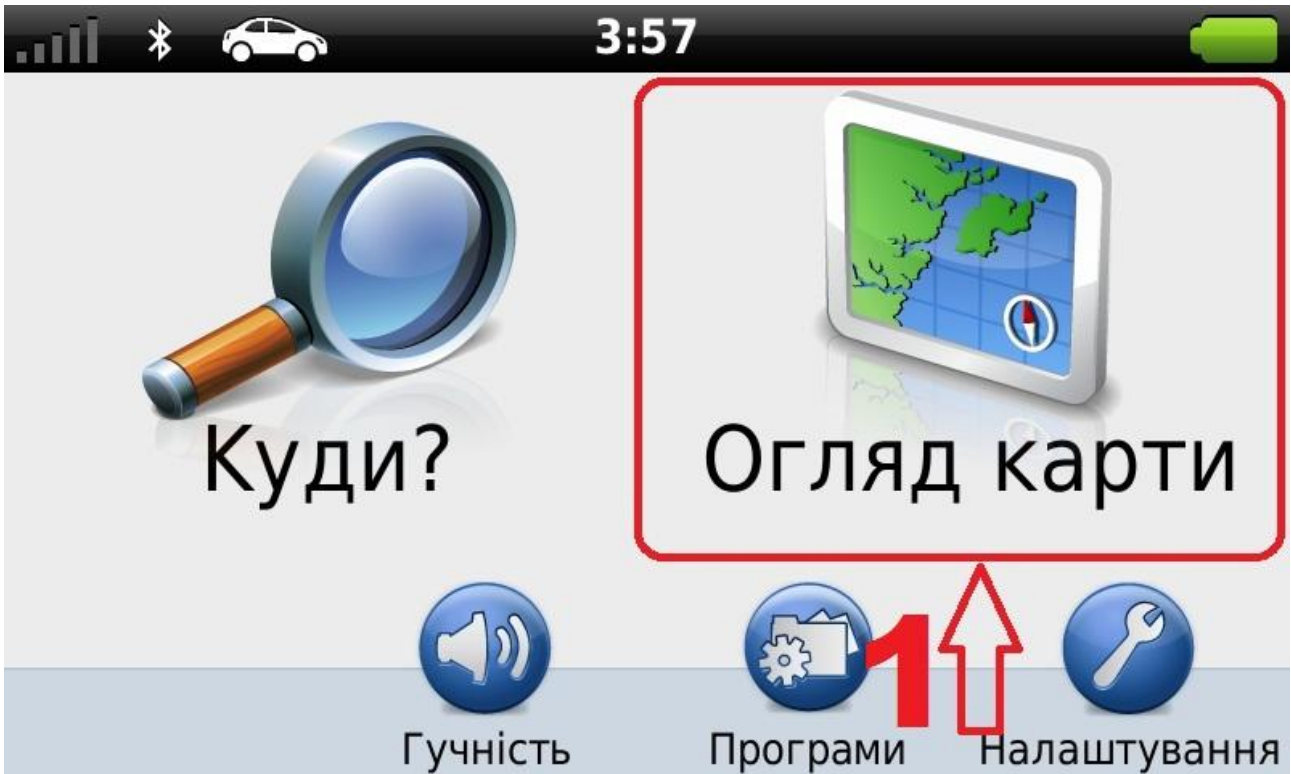 3:57
Куди?
Огляд карти
1
Гучність
Програми
Налаштування